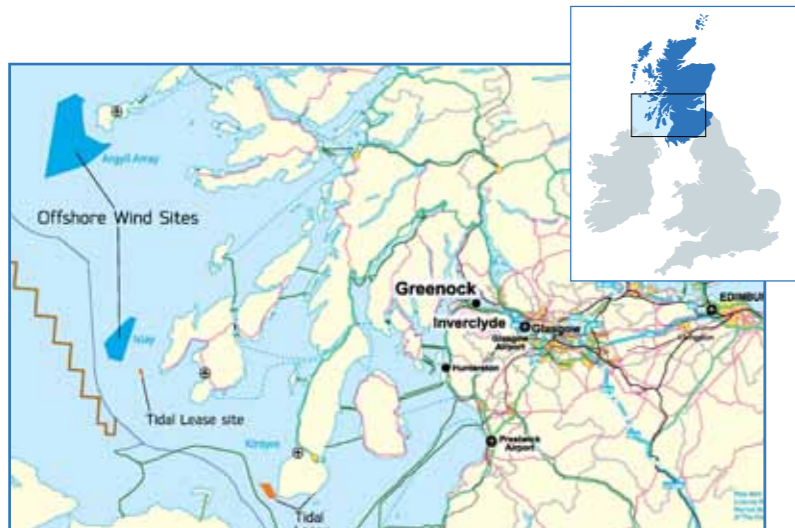 Argyll Array
Offshore Wind Sites
Greenock
EDINBU
Inverclyde
Glasgow
Glasgow
Airport
Islay
Hunterston
Tidal Lease site
Kintyre
Prestwick
Airport
Tidal